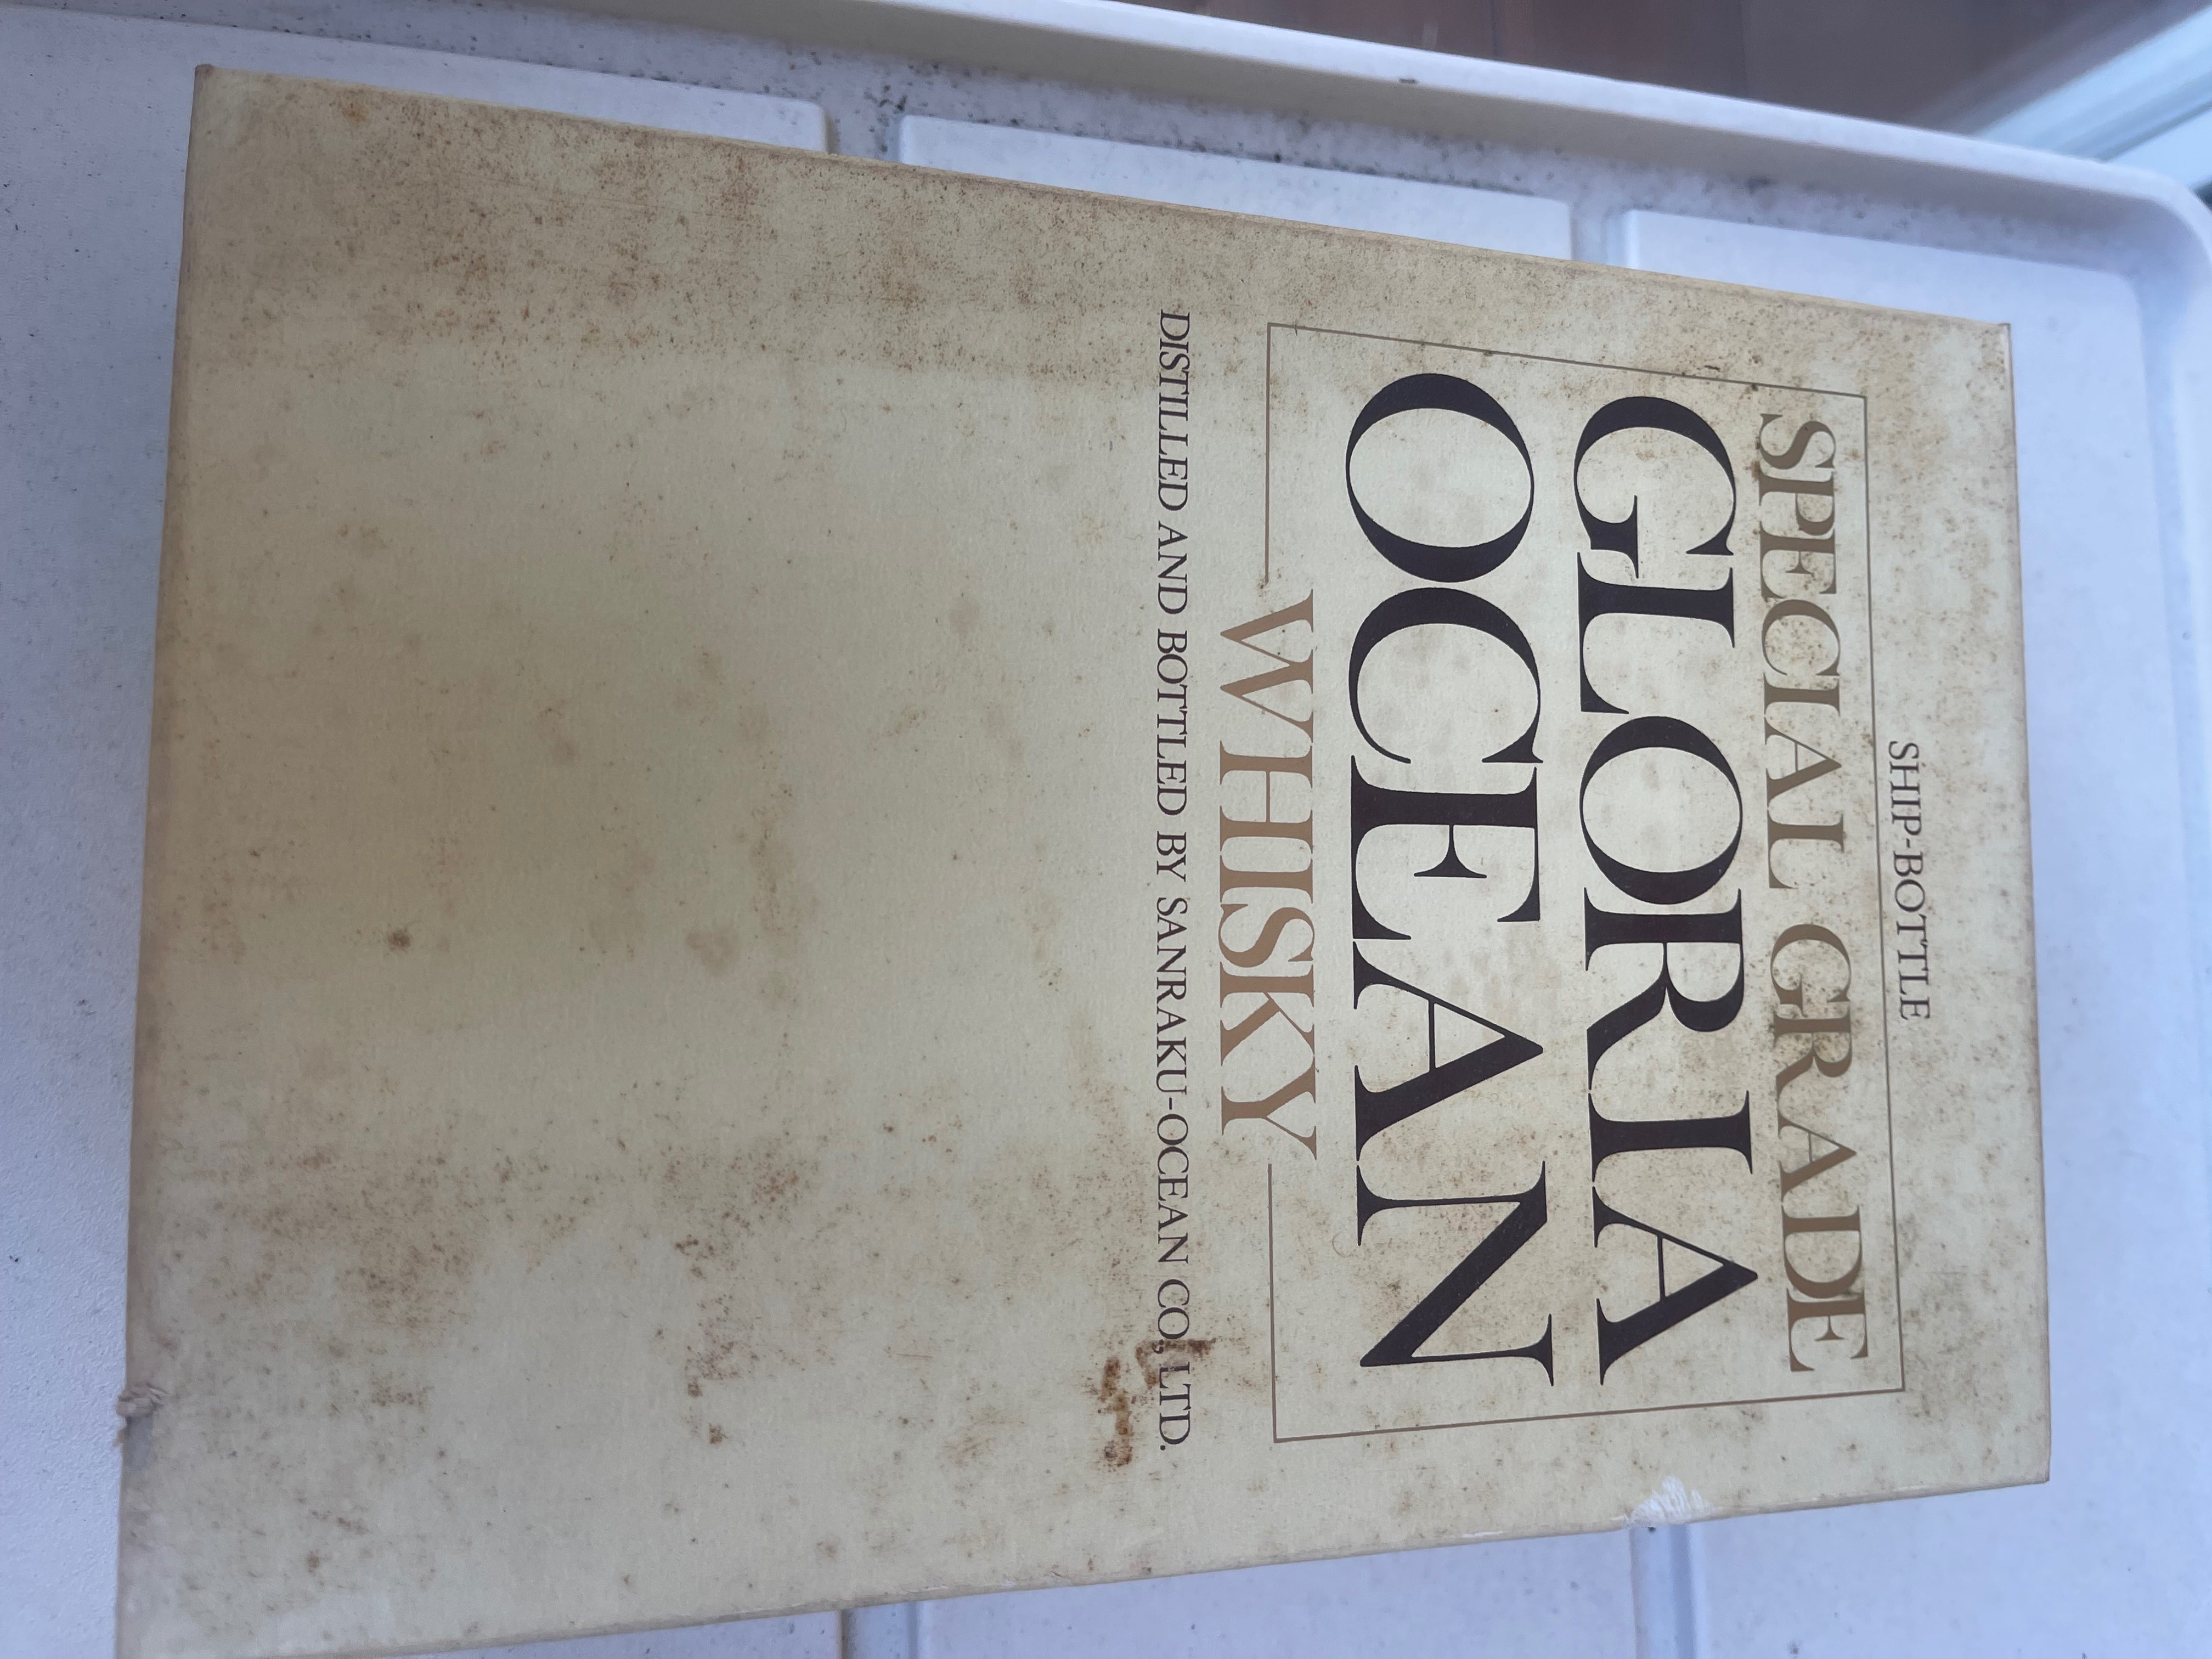 SHIP-BOTTLE
SPECIAL GRADE
GLORIA
OCEAN
WHISKY
DISTILLED AND BOTTLED BY SANRAKU-OCEAN CO., LTD.